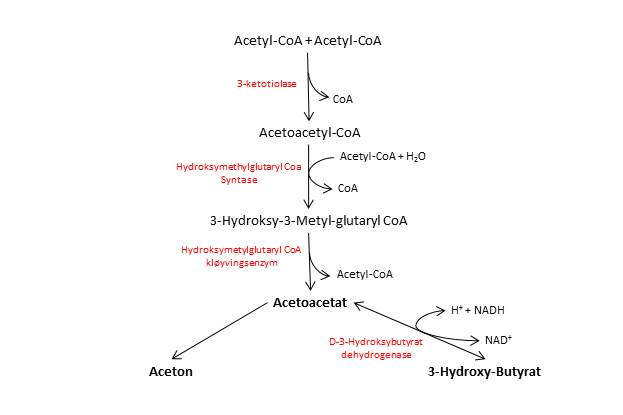 Acetyl-CoA + Acetyl-CoA
3-ketotiolase
CoA
Acetoacetyl-CoA
Acetyl-CoA + H₂O
Hydroksymethylglutaryl Coa
Syntase
CoA
3-Hydroksy-3-Metyl-glutaryl CoA
Hydroksymetylglutaryl CoA
kløyvingsenzym
Acetyl-CoA
Acetoacetat
H⁺ + NADH
D-3-Hydroksybutyrat
dehydrogenase
NAD⁺
Aceton
3-Hydroxy-Butyrat